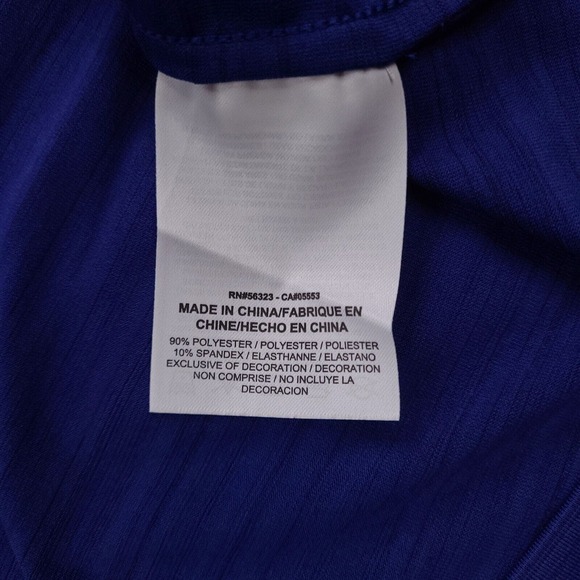 RN#56323 - CA#05553
MADE IN CHINA/FABRIQUE EN
CHINE/HECHO EN CHINA
90% POLYESTER / POLYESTER / POLIESTER
10% SPANDEX / ELASTHANNE / ELASTANO
EXCLUSIVE OF DECORATION / DECORATION
NON COMPRISE / NO INCLUYE LA
DECORACION